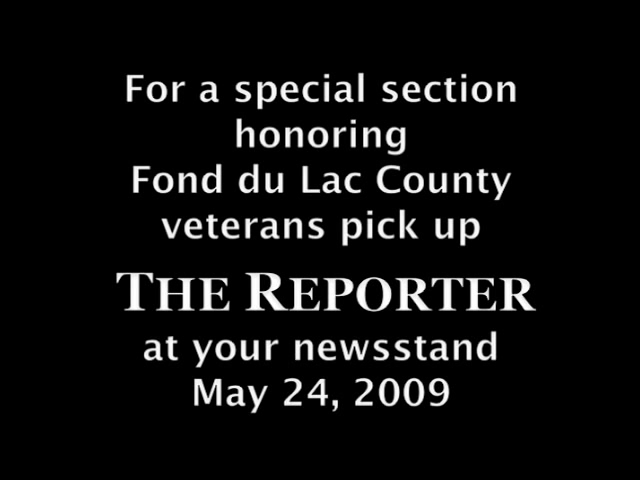 For a special section
honoring
Fond du Lac County
veterans pick up
THE REPORTER
at your newsstand
May 24, 2009